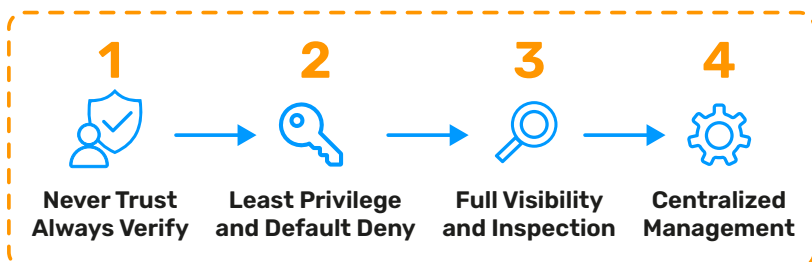 1
2
3
4
Never Trust
Always Verify
Least Privilege
and Default Deny
Full Visibility
and Inspection
Centralized
Management